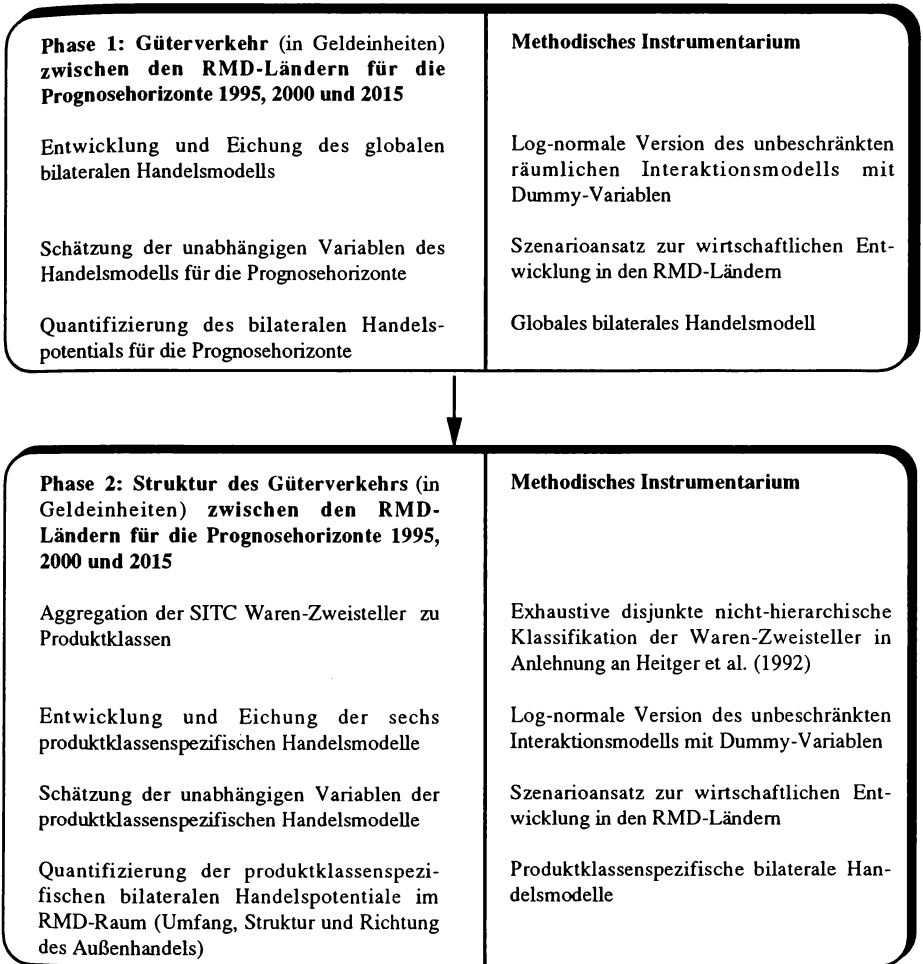 Phase 1: Güterverkehr (in Geldeinheiten)
zwischen den RMD-Ländern für die
Prognosehorizonte 1995, 2000 und 2015
Entwicklung und Eichung des globalen
bilateralen Handelsmodells
Schätzung der unabhängigen Variablen des
Handelsmodells für die Prognosehorizonte
Quantifizierung des bilateralen Handels-
potentials für die Prognosehorizonte
Methodisches Instrumentarium
Log-normale Version des unbeschränkten
räumlichen Interaktionsmodells mit
Dummy-Variablen
Szenarioansatz zur wirtschaftlichen Ent-
wicklung in den RMD-Ländern
Globales bilaterales Handelsmodell
Phase 2: Struktur des Güterverkehrs (in
Geldeinheiten) zwischen den RMD-
Ländern für die Prognosehorizonte 1995,
2000 und 2015
Aggregation der SITC Waren-Zweisteller zu
Produktklassen
Entwicklung und Eichung der sechs
produktklassenspezifischen Handelsmodelle
Schätzung der unabhängigen Variablen der
produktklassenspezifischen Handelsmodelle
Quantifizierung der produktklassenspezi-
fischen bilateralen Handelspotentiale im
RMD-Raum (Umfang, Struktur und Richtung
des Außenhandels)
Methodisches Instrumentarium
Exhaustive disjunkte nicht-hierarchische
Klassifikation der Waren-Zweisteller in
Anlehnung an Heitger et al. (1992)
Log-normale Version des unbeschränkten
Interaktionsmodells mit Dummy-Variablen
Szenarioansatz zur wirtschaftlichen Ent-
wicklung in den RMD-Ländern
Produktklassenspezifische bilaterale Han-
delsmodelle